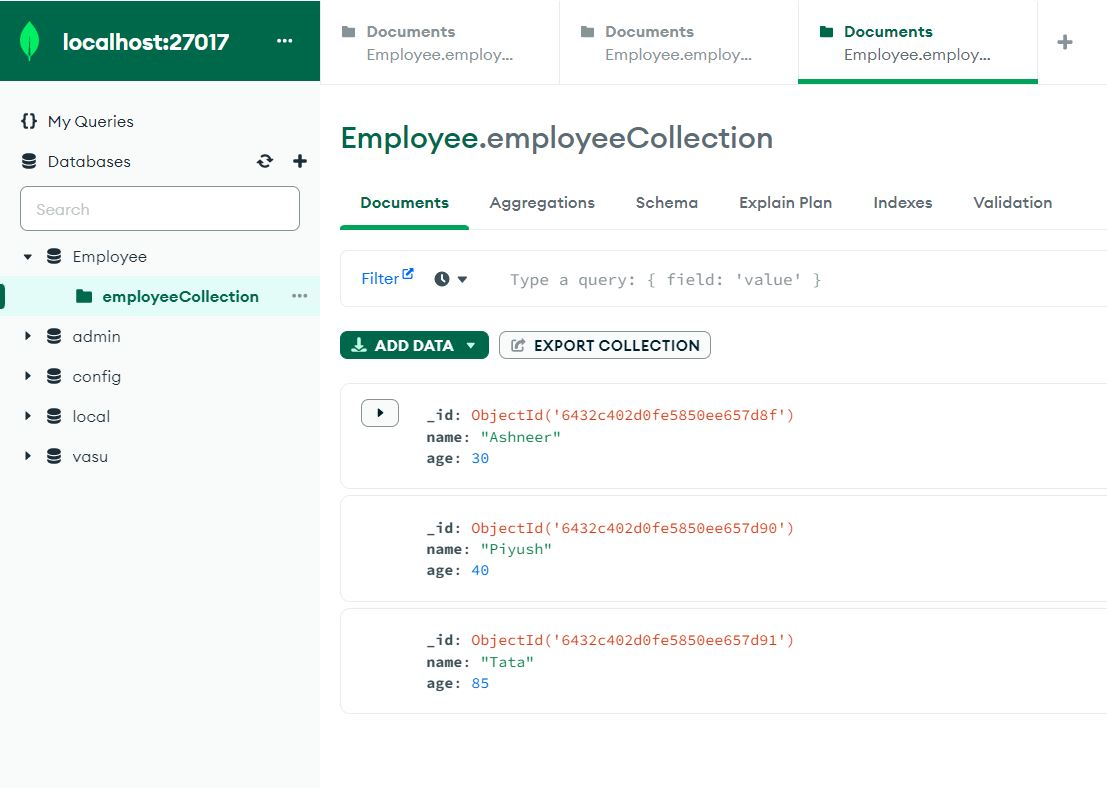 localhost:27017
My Queries
Databases
Search
Employee
employeeCollection
admin
config
local
vasu
Documents
Employee.employ...
Documents
Employee.employ...
Documents
Employee.employ...
Employee.employeeCollection
Documents Aggregations Schema Explain Plan Indexes Validation
Filter Type a query: { field: 'value' }
ADD DATA EXPORT COLLECTION
_id: ObjectId('6432c402d0fe5850ee657d8f')
name: "Ashneer"
age: 30
_id: ObjectId('6432c402d0fe5850ee657d90')
name: "Piyush"
age: 40
_id: ObjectId('6432c402d0fe5850ee657d91')
name: "Tata"
age: 85